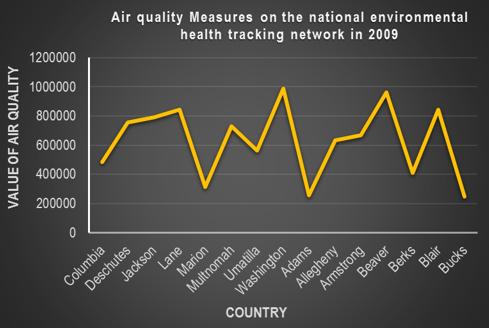 Air quality Measures on the national environmental
health tracking network in 2009
VALUE OF AIR QUALITY
1200000
1000000
800000
600000
400000
200000
0
Columbia
Deschutes
Jackson
Lane
Marion
Multnomah
Umatilla
Washington
Adams
Allegheny
Armstrong
Beaver
Berks
Blair
Bucks
COUNTRY